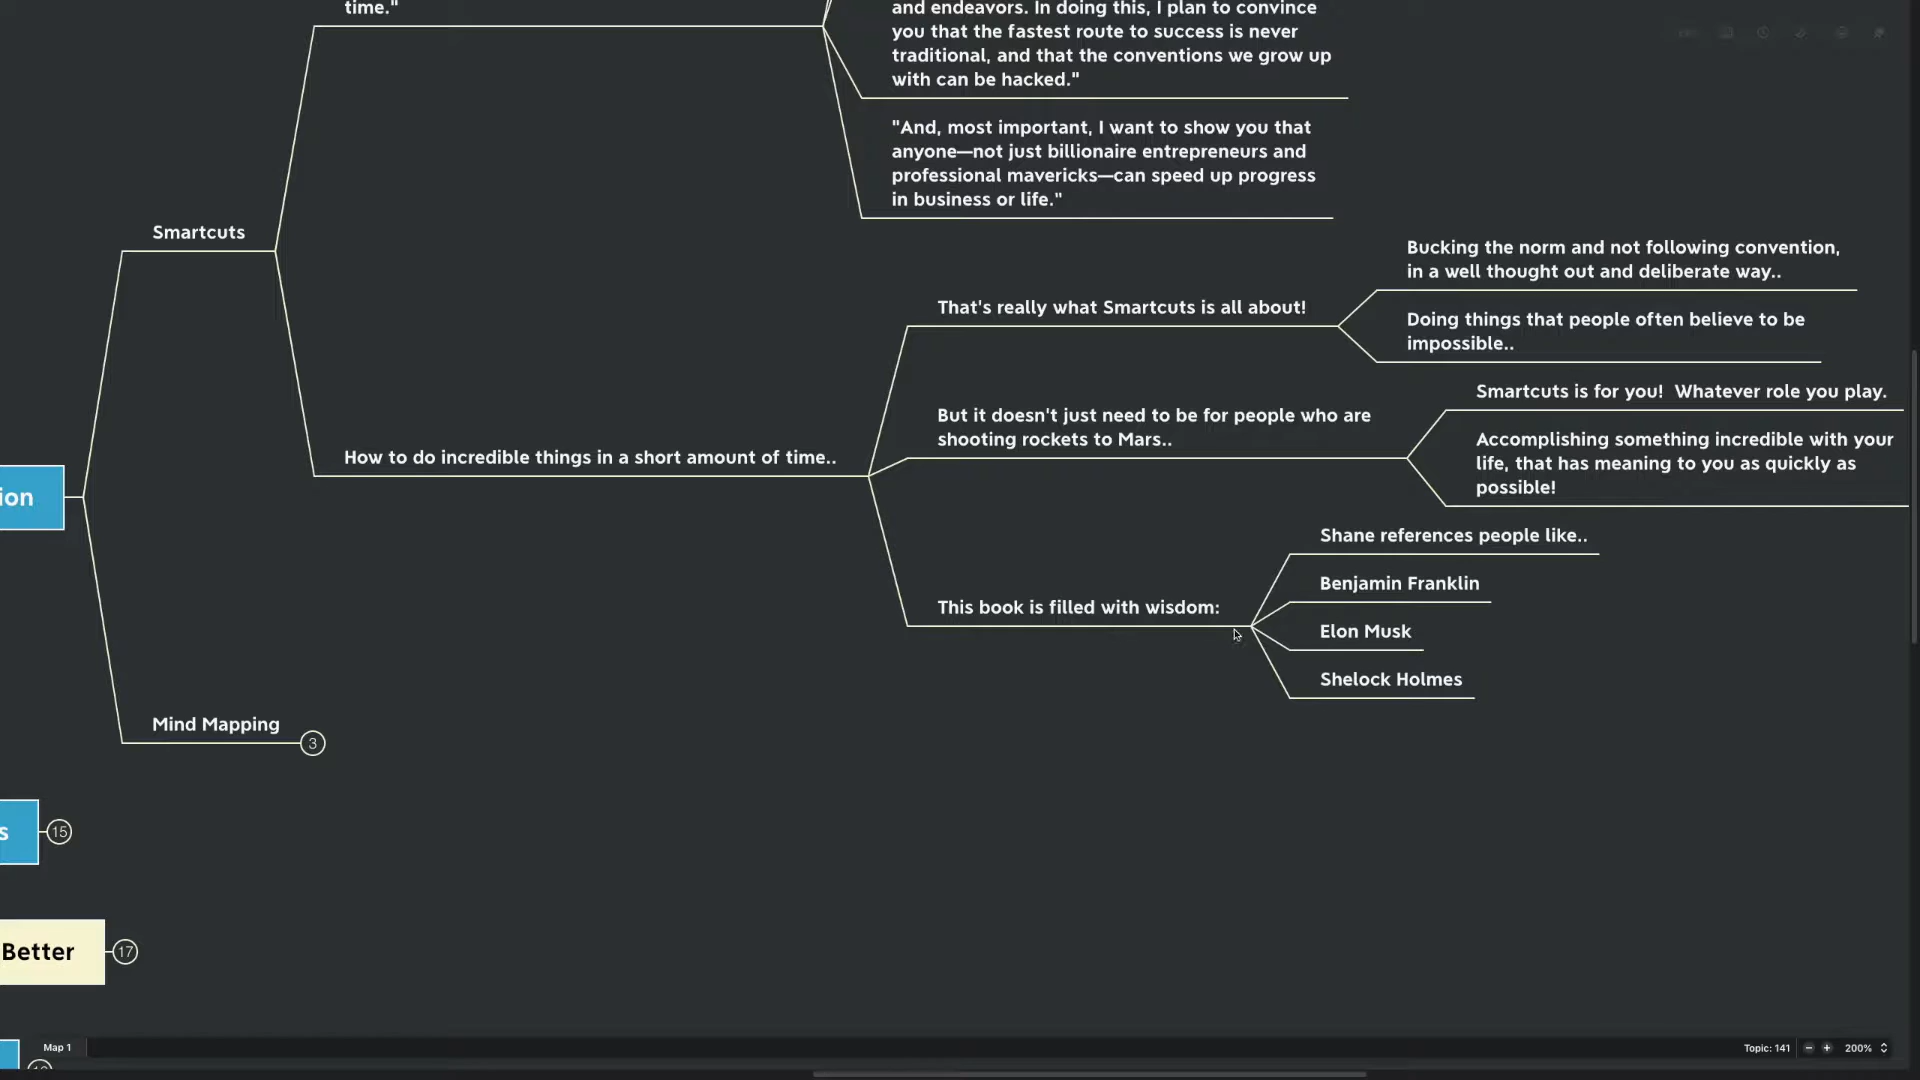 time."
and endeavors. In doing this, I plan to convince
you that the fastest route to success is never
traditional, and that the conventions we grow up
with can be hacked."
"And, most important, I want to show you that
anyone—not just billionaire entrepreneurs and
professional mavericks—can speed up progress
in business or life."
Smartcuts
Bucking the norm and not following convention,
in a well thought out and deliberate way..
That's really what Smartcuts is all about!
Doing things that people often believe to be
impossible..
Smartcuts is for you!  Whatever role you play.
But it doesn't just need to be for people who are
shooting rockets to Mars..
Accomplishing something incredible with your
life, that has meaning to you as quickly as
possible!
How to do incredible things in a short amount of time..
ion
Shane references people like..
Benjamin Franklin
This book is filled with wisdom:
Elon Musk
Shelock Holmes
Mind Mapping
3
s
15
Better
17
Map 1
Topic: 141
200%